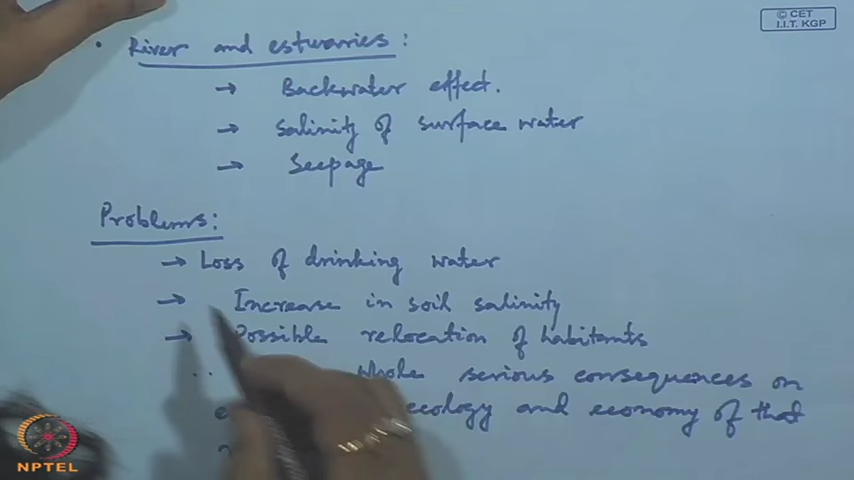 © CET
I.I.T. KGP
• River and estuarries :
→ Backwater effect.
→ Salinity of surface water
→ Seepage
Problems :
→ Loss of drinking water
→ Increase in soil salinity
→ Possible relocation of habitants
whole serious consequences on
ecology and economy of that
NPTEL